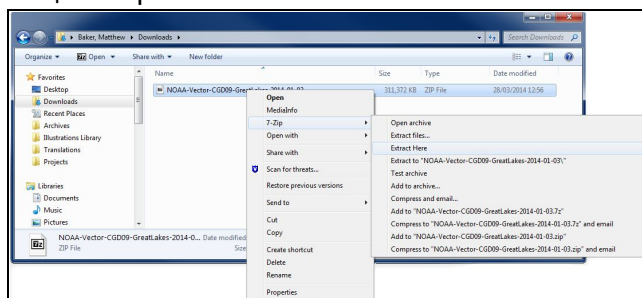 Baker, Matthew ▸ Downloads ▸
Search Downloads
Organize
Open
Share with
New folder
Favorites
Desktop
Downloads
Recent Places
Archives
Illustrations Library
Translations
Projects
Libraries
Documents
Music
Pictures
Name
Size
Type
Date modified
NOAA-Vector-CGD09-GreatLakes-2014-01-03
311,372 KB
ZIP File
28/03/2014 12:56
Open
MediaInfo
7-Zip
Open with
Share with
Scan for threats...
Restore previous versions
Send to
Cut
Copy
Create shortcut
Delete
Rename
Properties
Open archive
Extract files...
Extract Here
Extract to "NOAA-Vector-CGD09-GreatLakes-2014-01-03\"
Test archive
Add to archive...
Compress and email...
Add to "NOAA-Vector-CGD09-GreatLakes-2014-01-03.7z"
Compress to "NOAA-Vector-CGD09-GreatLakes-2014-01-03.7z" and email
Add to "NOAA-Vector-CGD09-GreatLakes-2014-01-03.zip"
Compress to "NOAA-Vector-CGD09-GreatLakes-2014-01-03.zip" and email
NOAA-Vector-CGD09-GreatLakes-2014-0... Date modified
ZIP File
Size